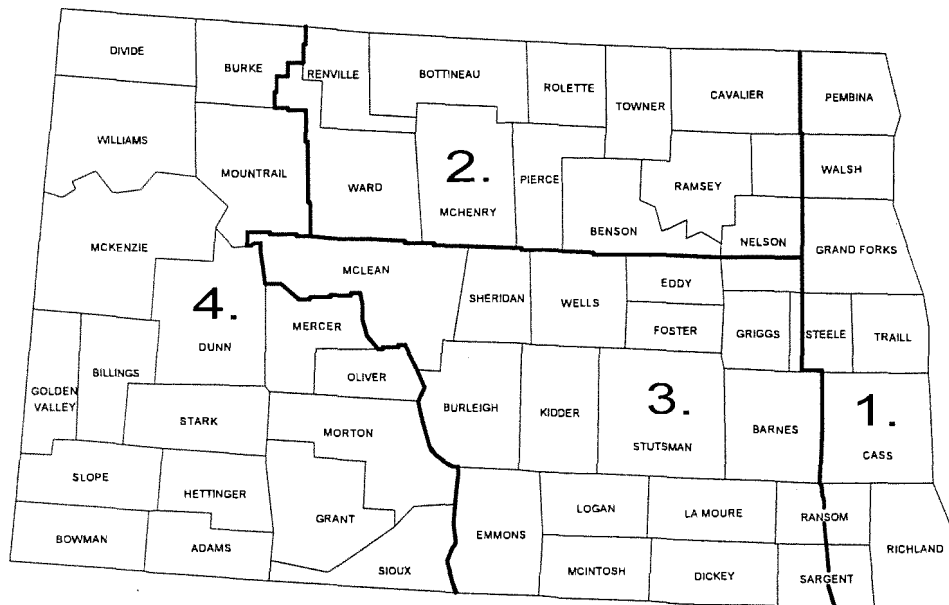 DIVIDE
BURKE
RENVILLE
BOTTINEAU
ROLETTE
TOWNER
CAVALIER
PEMBINA
WILLIAMS
MOUNTRAIL
WARD
2.
MCHENRY
PIERCE
BENSON
RAMSEY
NELSON
WALSH
GRAND FORKS
MCKENZIE
4.
DUNN
MCLEAN
MERCER
OLIVER
SHERIDAN
WELLS
EDDY
FOSTER
GRIGGS
STEELE
TRAILL
GOLDEN
VALLEY
BILLINGS
STARK
MORTON
BURLEIGH
KIDDER
3.
STUTSMAN
BARNES
1.
CASS
SLOPE
HETTINGER
GRANT
BOWMAN
ADAMS
SIOUX
EMMONS
LOGAN
LA MOURE
RANSOM
RICHLAND
MCINTOSH
DICKEY
SARGENT